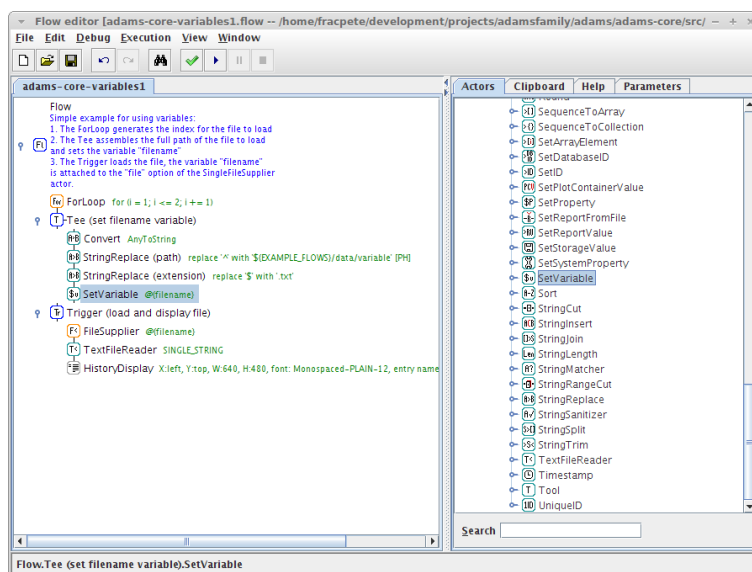 Flow editor [adams-core-variables1.flow -- /home/fracpete/development/projects/adamsfamily/adams/adams-core/src/
File Edit Debug Execution View Window
adams-core-variables1
Flow
Simple example for using variables:
1. The ForLoop generates the index for the file to load
2. The Tee assembles the full path of the file to load
and sets the variable "filename"
3. The Trigger loads the file, the variable "filename"
is attached to the "file" option of the SingleFileSupplier
actor.
ForLoop for (i = 1; i <= 2; i += 1)
Tee (set filename variable)
Convert AnyToString
StringReplace (path) replace '^' with '${EXAMPLE_FLOWS}/data/variable' [PH]
StringReplace (extension) replace '$' with '.txt'
SetVariable @{filename}
Trigger (load and display file)
FileSupplier @{filename}
TextFileReader SINGLE_STRING
HistoryDisplay X:left, Y:top, W:640, H:480, font: Monospaced-PLAIN-12, entry name
Actors Clipboard Help Parameters
SequenceToArray
SequenceToCollection
SetArrayElement
SetDatabaseID
SetID
SetPlotContainerValue
SetProperty
SetReportFromFile
SetReportValue
SetStorageValue
SetSystemProperty
SetVariable
Sort
StringCut
StringInsert
StringJoin
StringLength
StringMatcher
StringRangeCut
StringReplace
StringSanitizer
StringSplit
StringTrim
TextFileReader
Timestamp
Tool
UniqueID
Search
Flow.Tee (set filename variable).SetVariable